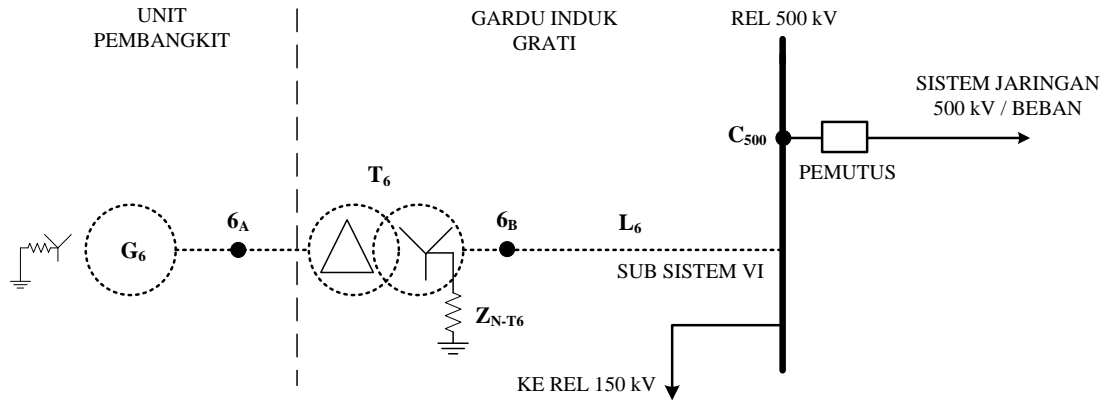 UNIT
PEMBANGKIT
GARDU INDUK
GRATI
REL 500 kV
SISTEM JARINGAN
500 kV / BEBAN
C500
PEMUTUS
T6
G6
6A
6B
L6
SUB SISTEM VI
ZN-T6
KE REL 150 kV